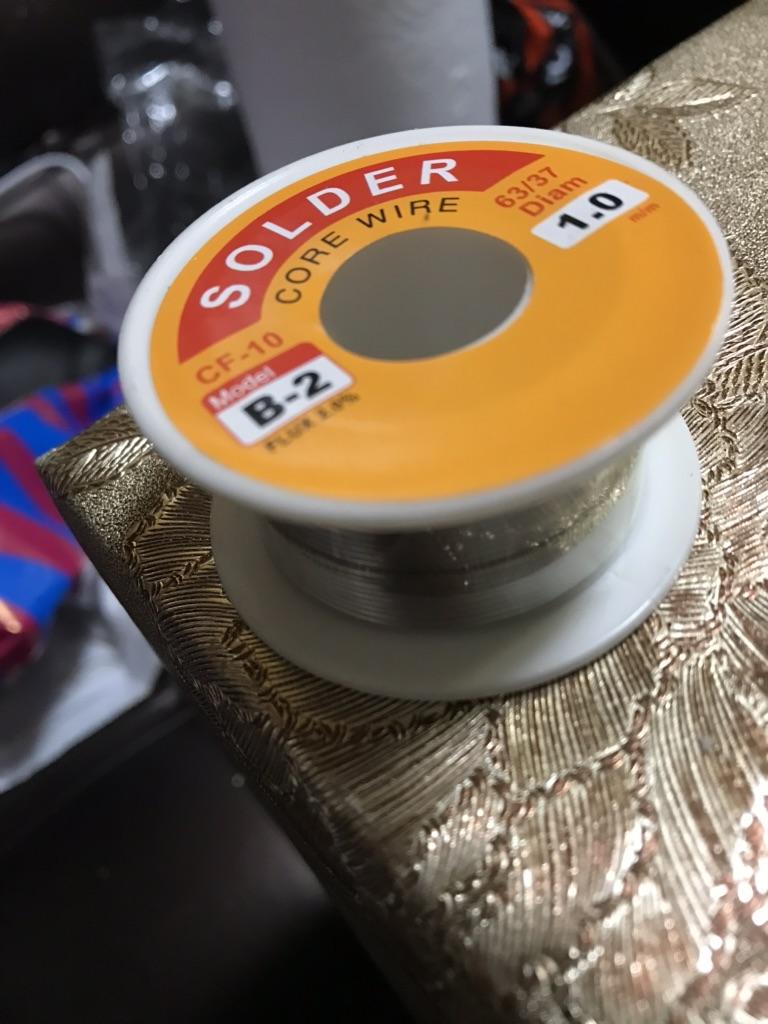 SOLDER
CORE WIRE
63/37
Diam
1.0
m/m
CF-10
Model
B-2
FLUX 2.0%